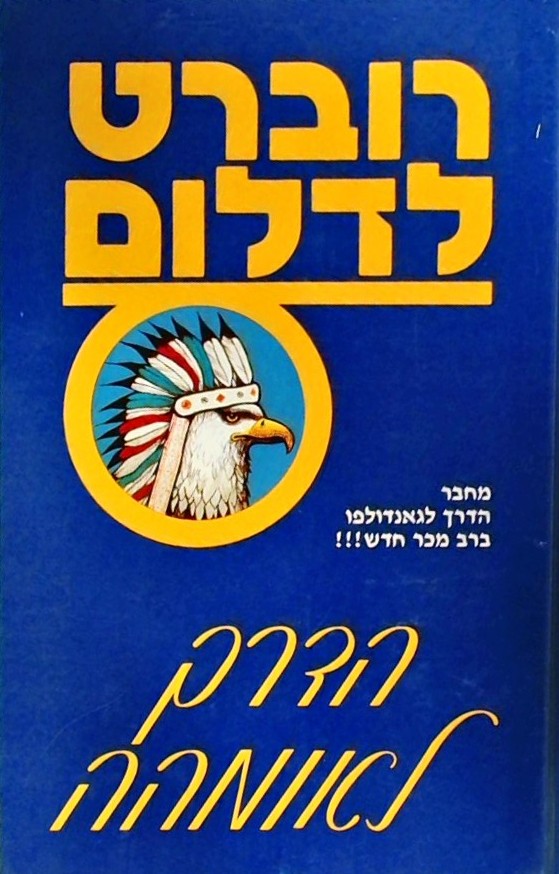 רוברט
לדלום
מחבר
הדרך לגאנדולפו
ברב מכר חדש!!!
הדרך
לאומהה